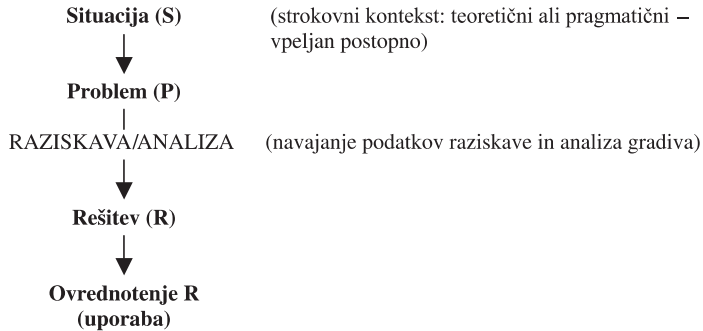 Situacija (S) (strokovni kontekst: teoretični ali pragmatični –
vpeljan postopno)
Problem (P)
RAZISKAVA/ANALIZA (navajanje podatkov raziskave in analiza gradiva)
Rešitev (R)
Ovrednotenje R
(uporaba)